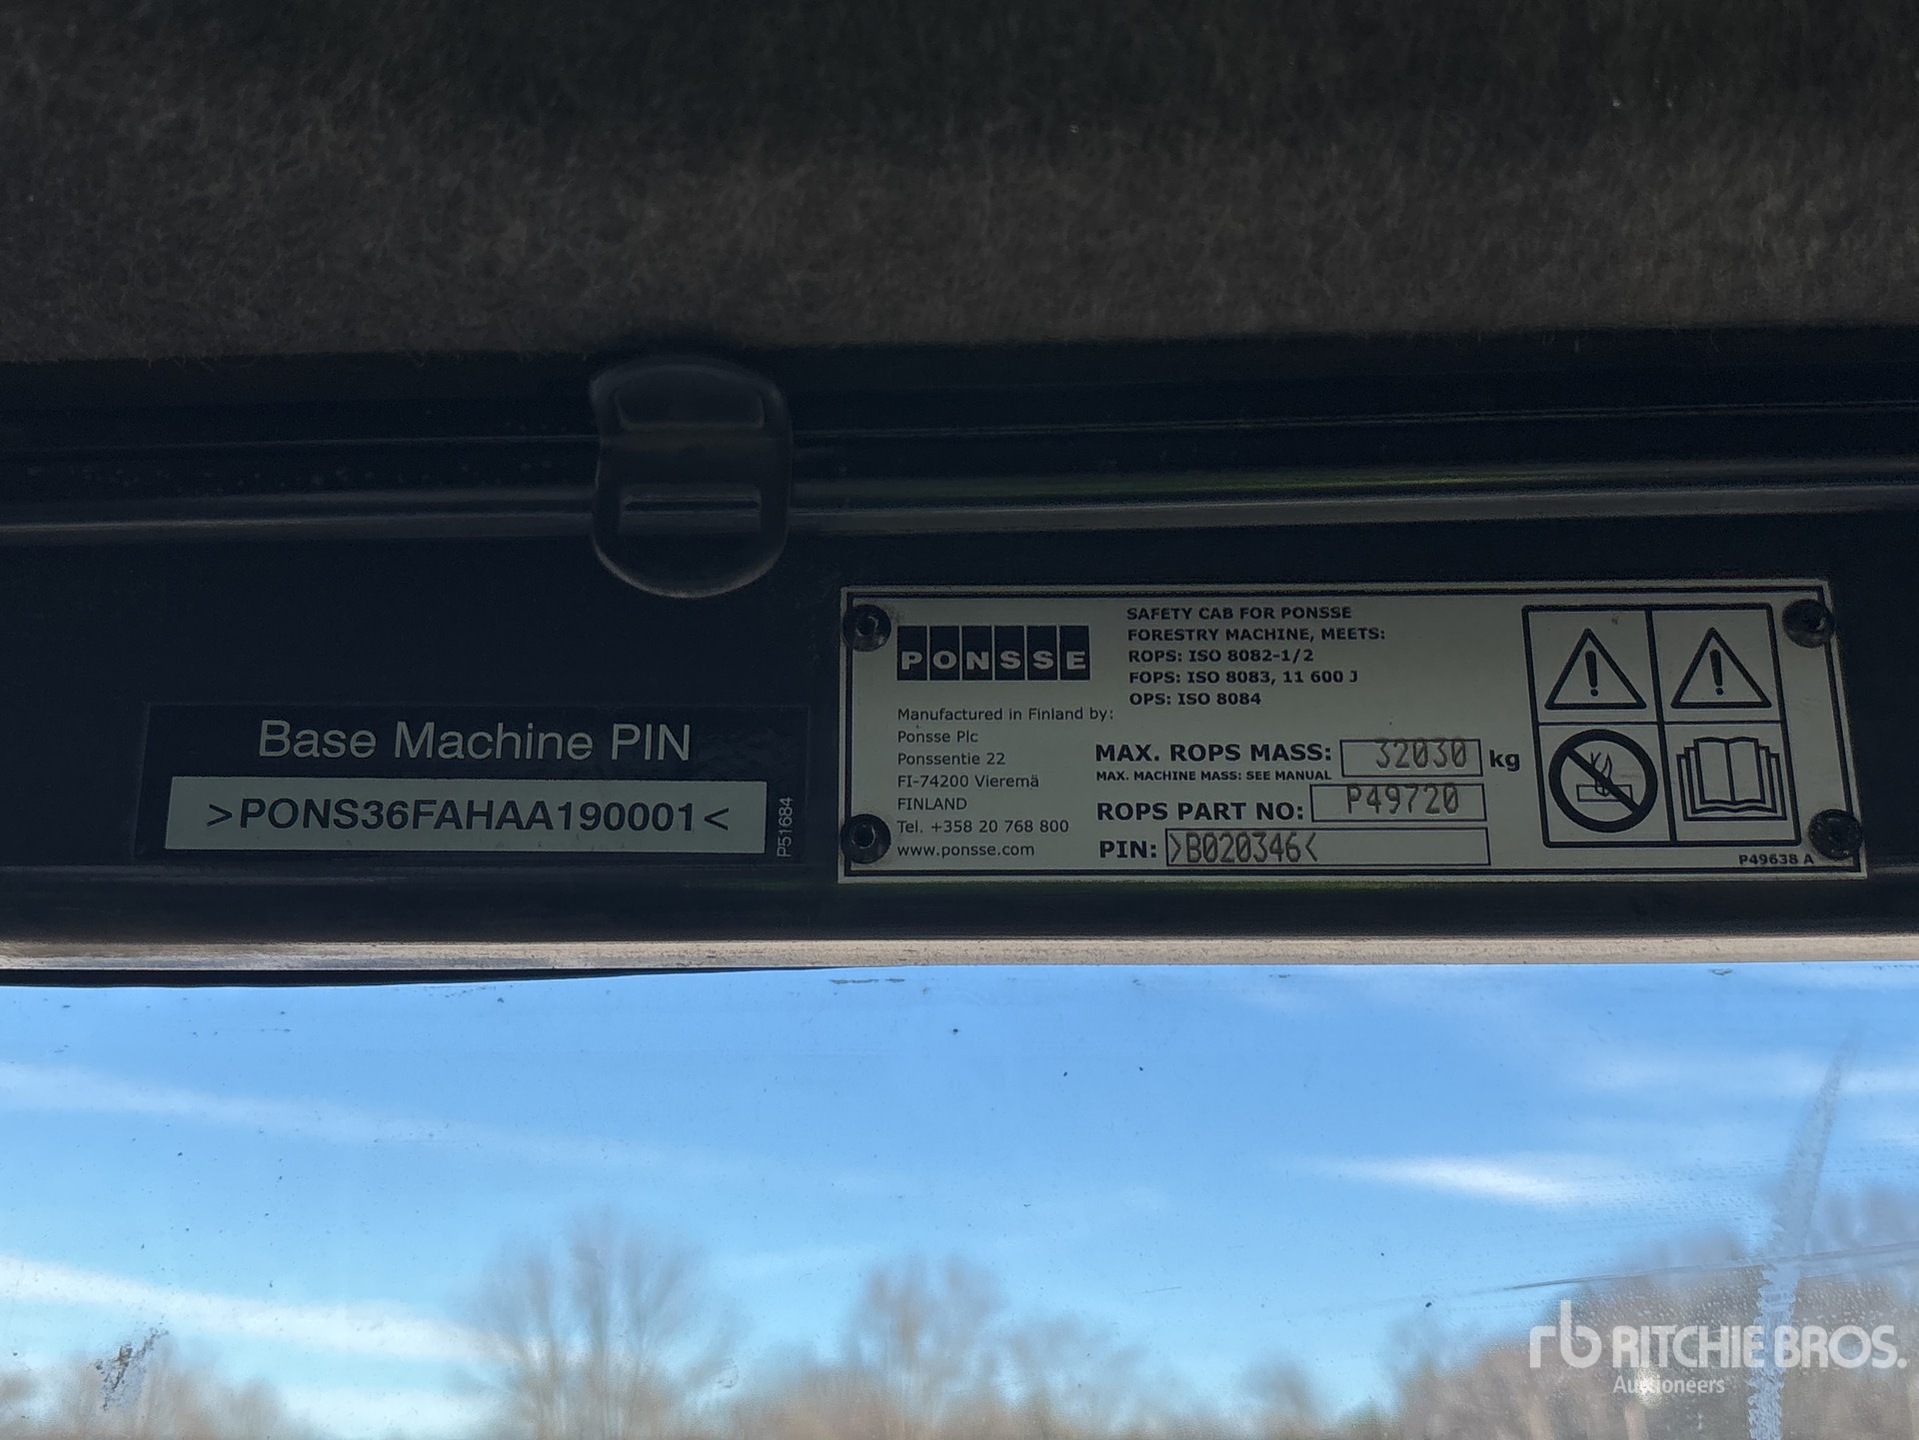 Base Machine PIN
>PONS36FAHAA190001<
P51684
PONSSE
SAFETY CAB FOR PONSSE
FORESTRY MACHINE, MEETS:
ROPS: ISO 8082-1/2
FOPS: ISO 8083, 11 600 J
OPS: ISO 8084
Manufactured in Finland by:
Ponsse Plc
Ponssentie 22
FI-74200 Vieremä
FINLAND
Tel. +358 20 768 800
www.ponsse.com
MAX. ROPS MASS: 32030 kg
MAX. MACHINE MASS: SEE MANUAL
ROPS PART NO: P49720
PIN: >B020346<
P49638 A
rb RITCHIE BROS.
Auctioneers